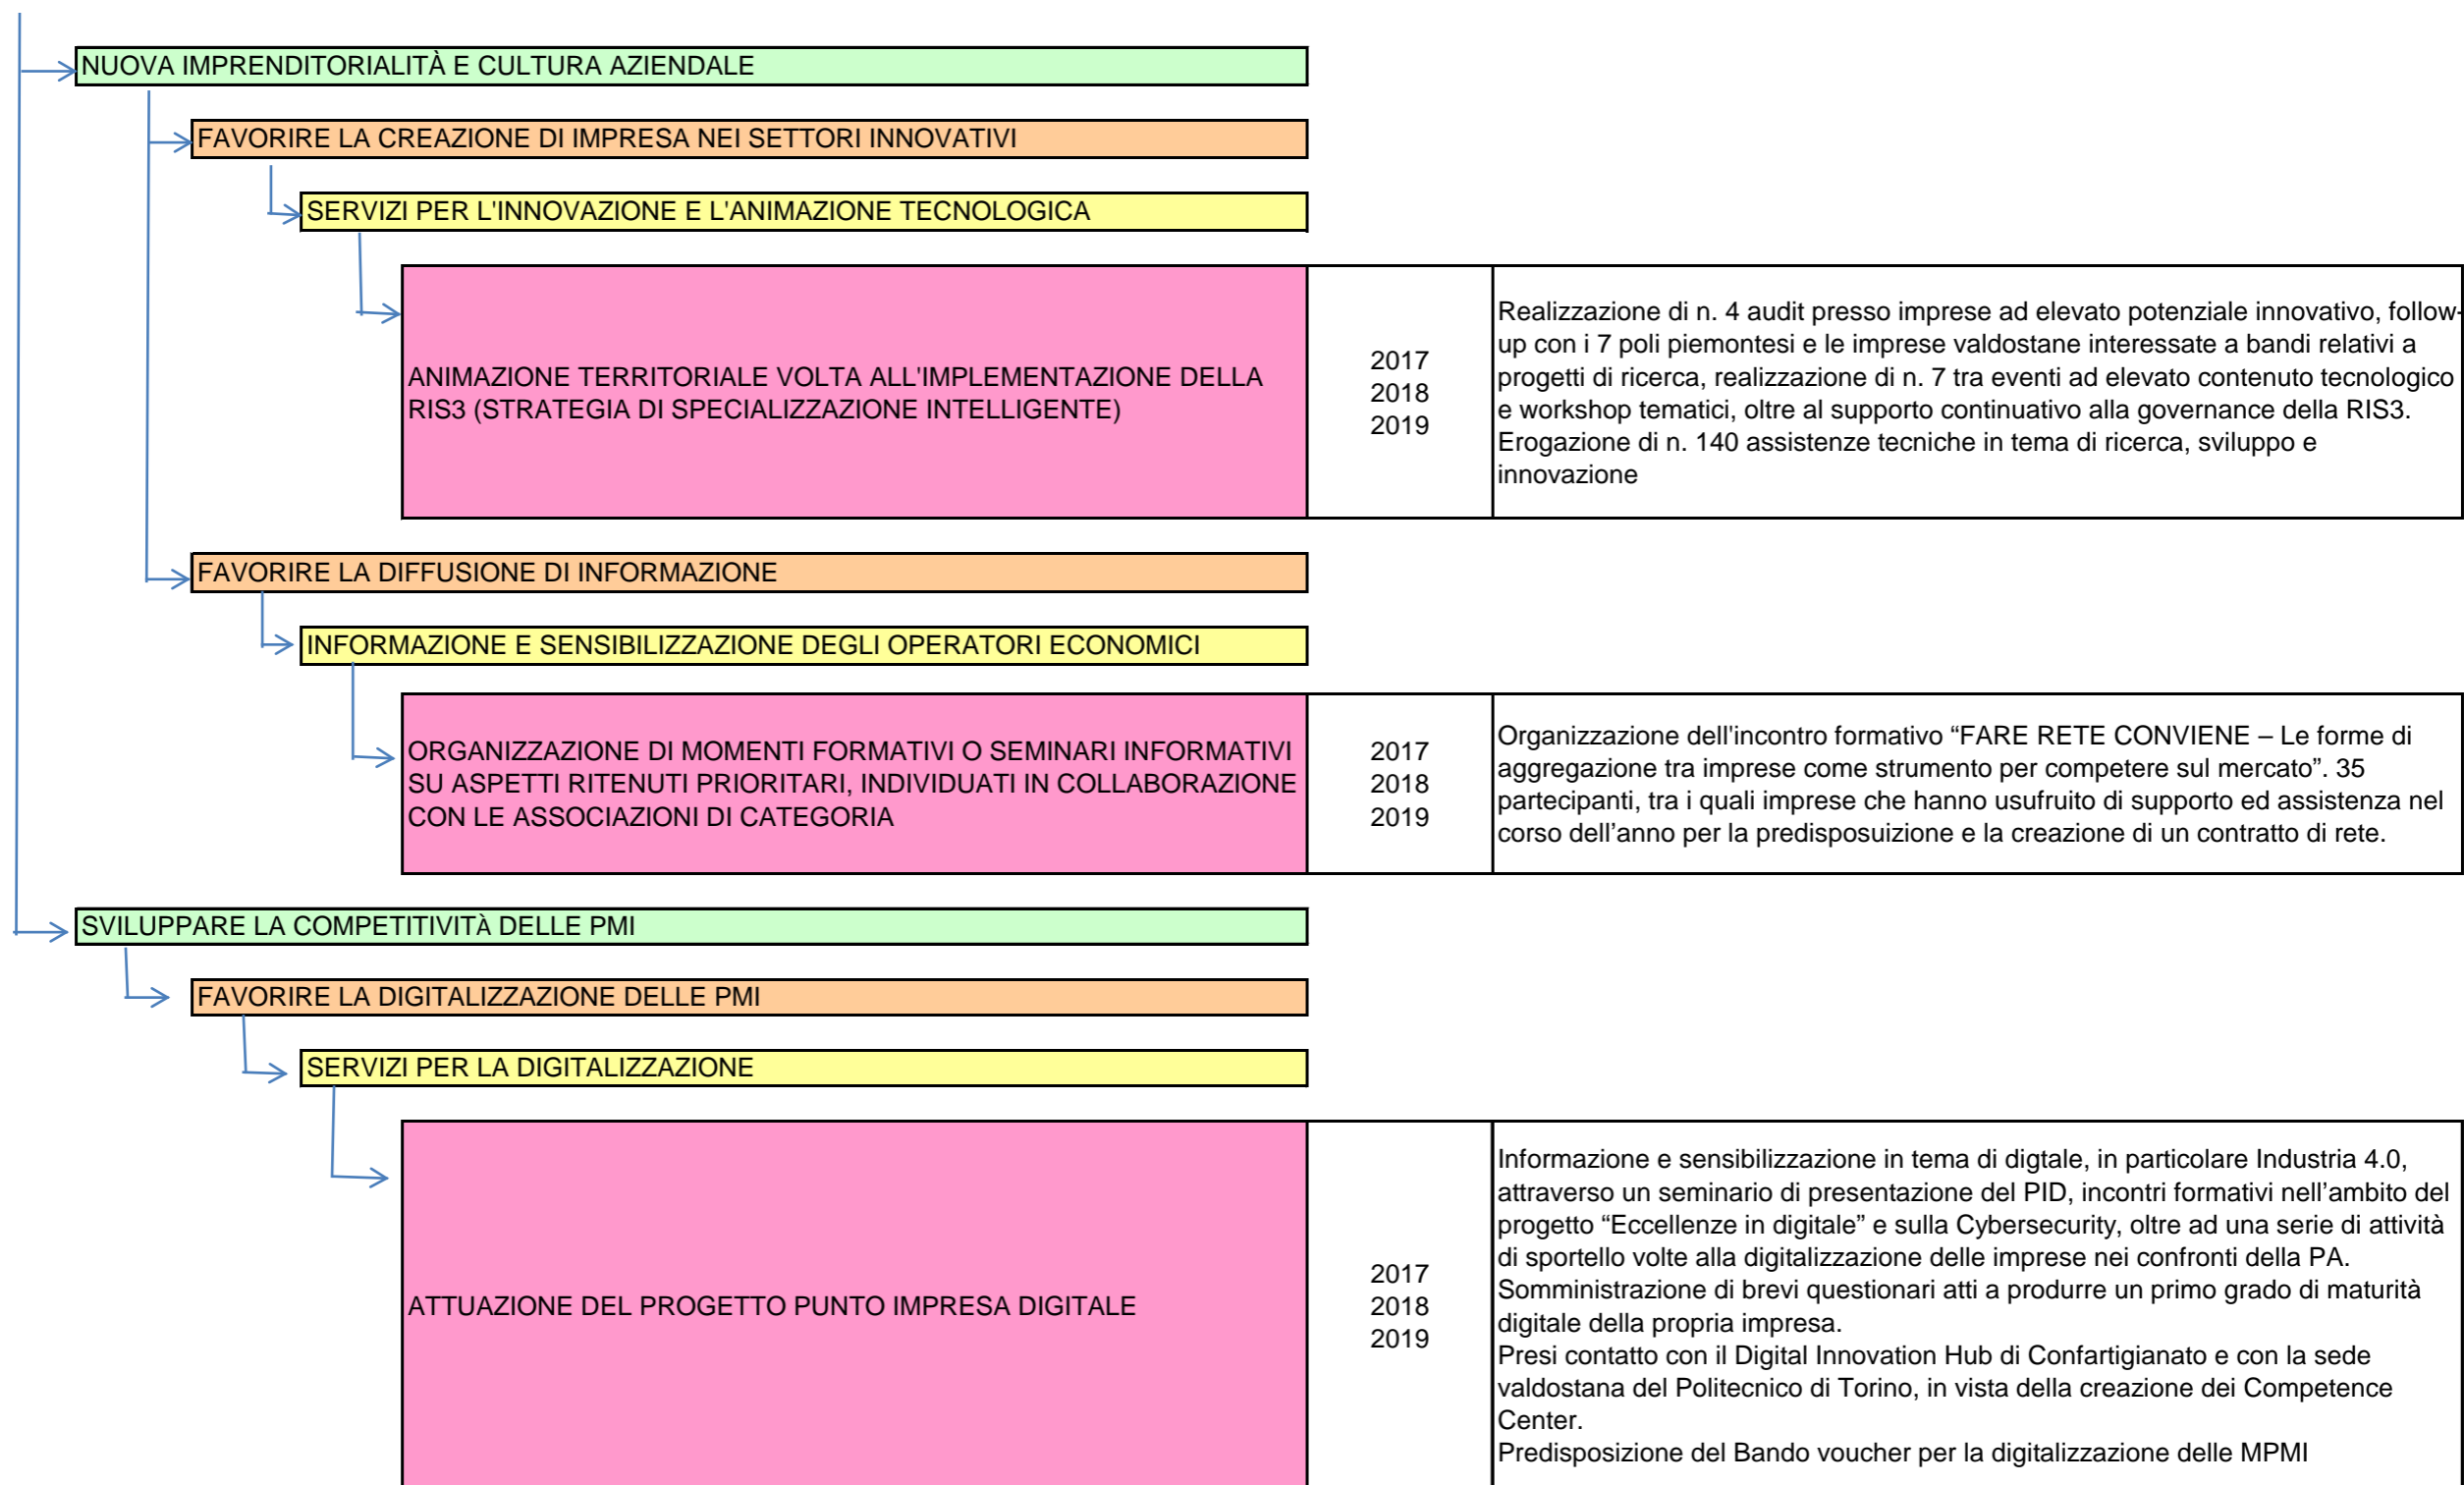 NUOVA IMPRENDITORIALITÀ E CULTURA AZIENDALE
FAVORIRE LA CREAZIONE DI IMPRESA NEI SETTORI INNOVATIVI
SERVIZI PER L'INNOVAZIONE E L'ANIMAZIONE TECNOLOGICA
ANIMAZIONE TERRITORIALE VOLTA ALL'IMPLEMENTAZIONE DELLA
RIS3 (STRATEGIA DI SPECIALIZZAZIONE INTELLIGENTE)
2017
2018
2019
Realizzazione di n. 4 audit presso imprese ad elevato potenziale innovativo, follow-
up con i 7 poli piemontesi e le imprese valdostane interessate a bandi relativi a
progetti di ricerca, realizzazione di n. 7 tra eventi ad elevato contenuto tecnologico
e workshop tematici, oltre al supporto continuativo alla governance della RIS3.
Erogazione di n. 140 assistenze tecniche in tema di ricerca, sviluppo e
innovazione
FAVORIRE LA DIFFUSIONE DI INFORMAZIONE
INFORMAZIONE E SENSIBILIZZAZIONE DEGLI OPERATORI ECONOMICI
ORGANIZZAZIONE DI MOMENTI FORMATIVI O SEMINARI INFORMATIVI
SU ASPETTI RITENUTI PRIORITARI, INDIVIDUATI IN COLLABORAZIONE
CON LE ASSOCIAZIONI DI CATEGORIA
2017
2018
2019
Organizzazione dell'incontro formativo “FARE RETE CONVIENE – Le forme di
aggregazione tra imprese come strumento per competere sul mercato”. 35
partecipanti, tra i quali imprese che hanno usufruito di supporto ed assistenza nel
corso dell’anno per la predisposuizione e la creazione di un contratto di rete.
SVILUPPARE LA COMPETITIVITÀ DELLE PMI
FAVORIRE LA DIGITALIZZAZIONE DELLE PMI
SERVIZI PER LA DIGITALIZZAZIONE
ATTUAZIONE DEL PROGETTO PUNTO IMPRESA DIGITALE
2017
2018
2019
Informazione e sensibilizzazione in tema di digtale, in particolare Industria 4.0,
attraverso un seminario di presentazione del PID, incontri formativi nell’ambito del
progetto “Eccellenze in digitale” e sulla Cybersecurity, oltre ad una serie di attività
di sportello volte alla digitalizzazione delle imprese nei confronti della PA.
Somministrazione di brevi questionari atti a produrre un primo grado di maturità
digitale della propria impresa.
Presi contatto con il Digital Innovation Hub di Confartigianato e con la sede
valdostana del Politecnico di Torino, in vista della creazione dei Competence
Center.
Predisposizione del Bando voucher per la digitalizzazione delle MPMI